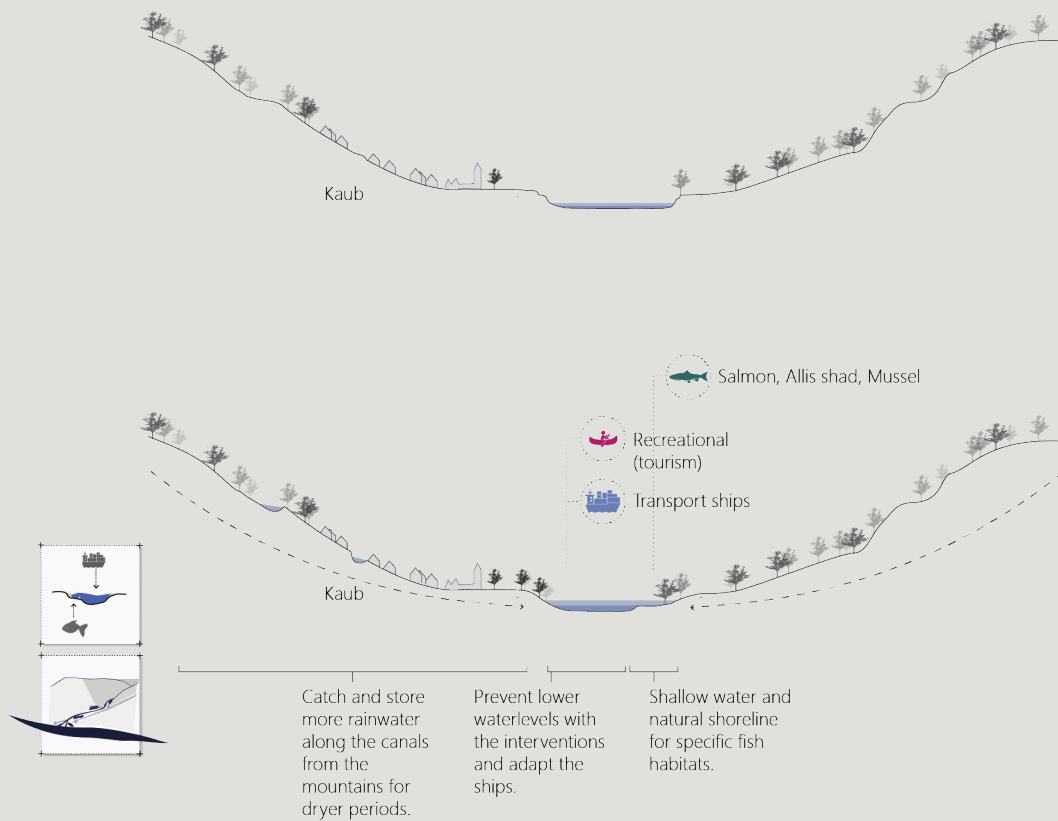 Kaub
Salmon, Allis shad, Mussel
Recreational
(tourism)
Transport ships
Kaub
Catch and store
more rainwater
along the canals
from the
mountains for
dryer periods.
Prevent lower
waterlevels with
the interventions
and adapt the
ships.
Shallow water and
natural shoreline
for specific fish
habitats.